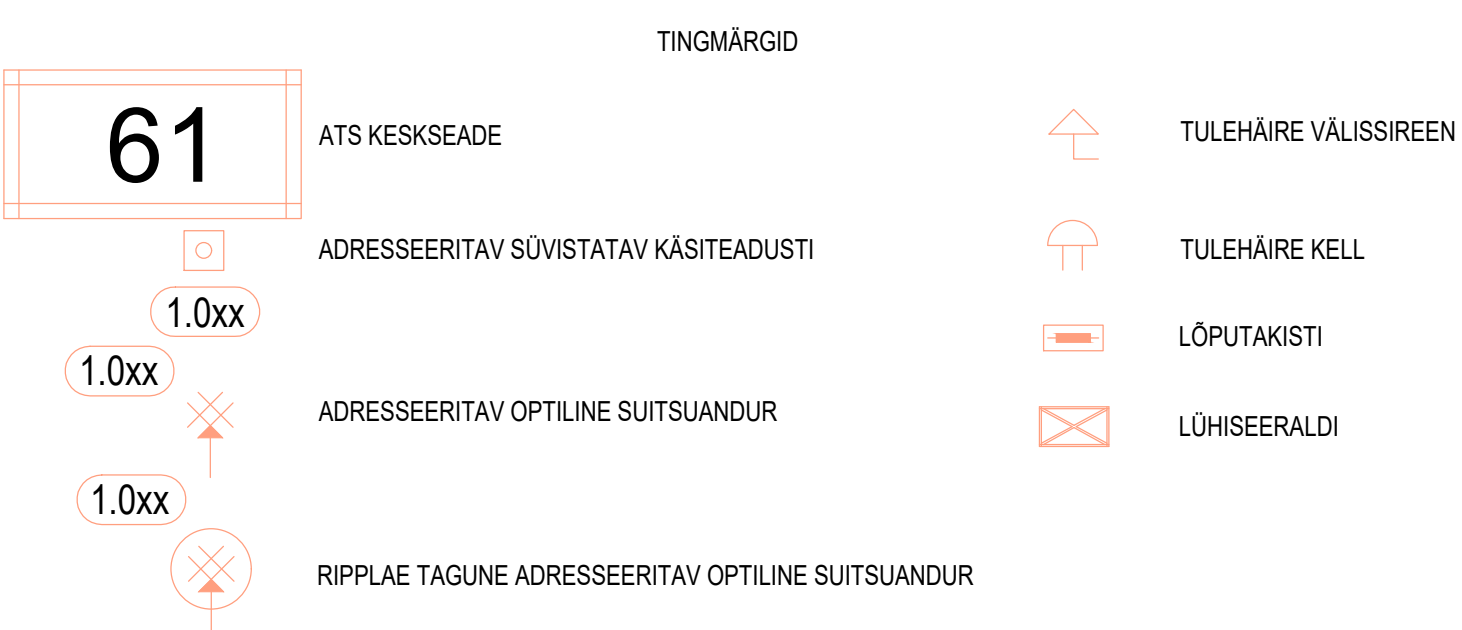 TINGMÄRGID
61
ATS KESKSEADE
ADRESSEERITAV SÜVISTATAV KÄSITEADUSTI
1.0xx
1.0xx
ADRESSEERITAV OPTILINE SUITSUANDUR
1.0xx
RIPPLAE TAGUNE ADRESSEERITAV OPTILINE SUITSUANDUR
TULEHÄIRE VÄLISSIREEN
TULEHÄIRE KELL
LÕPUTAKISTI
LÜHISEERALDI